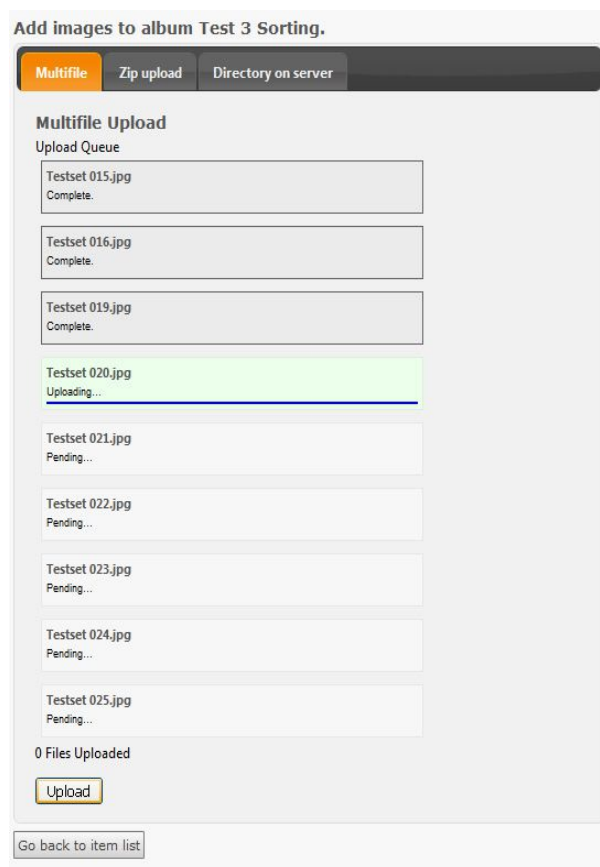 Add images to album Test 3 Sorting.
Multifile Zip upload Directory on server
Multifile Upload
Upload Queue
Testset 015.jpg
Complete.
Testset 016.jpg
Complete.
Testset 019.jpg
Complete.
Testset 020.jpg
Uploading...
Testset 021.jpg
Pending...
Testset 022.jpg
Pending...
Testset 023.jpg
Pending...
Testset 024.jpg
Pending...
Testset 025.jpg
Pending...
0 Files Uploaded
Upload
Go back to item list